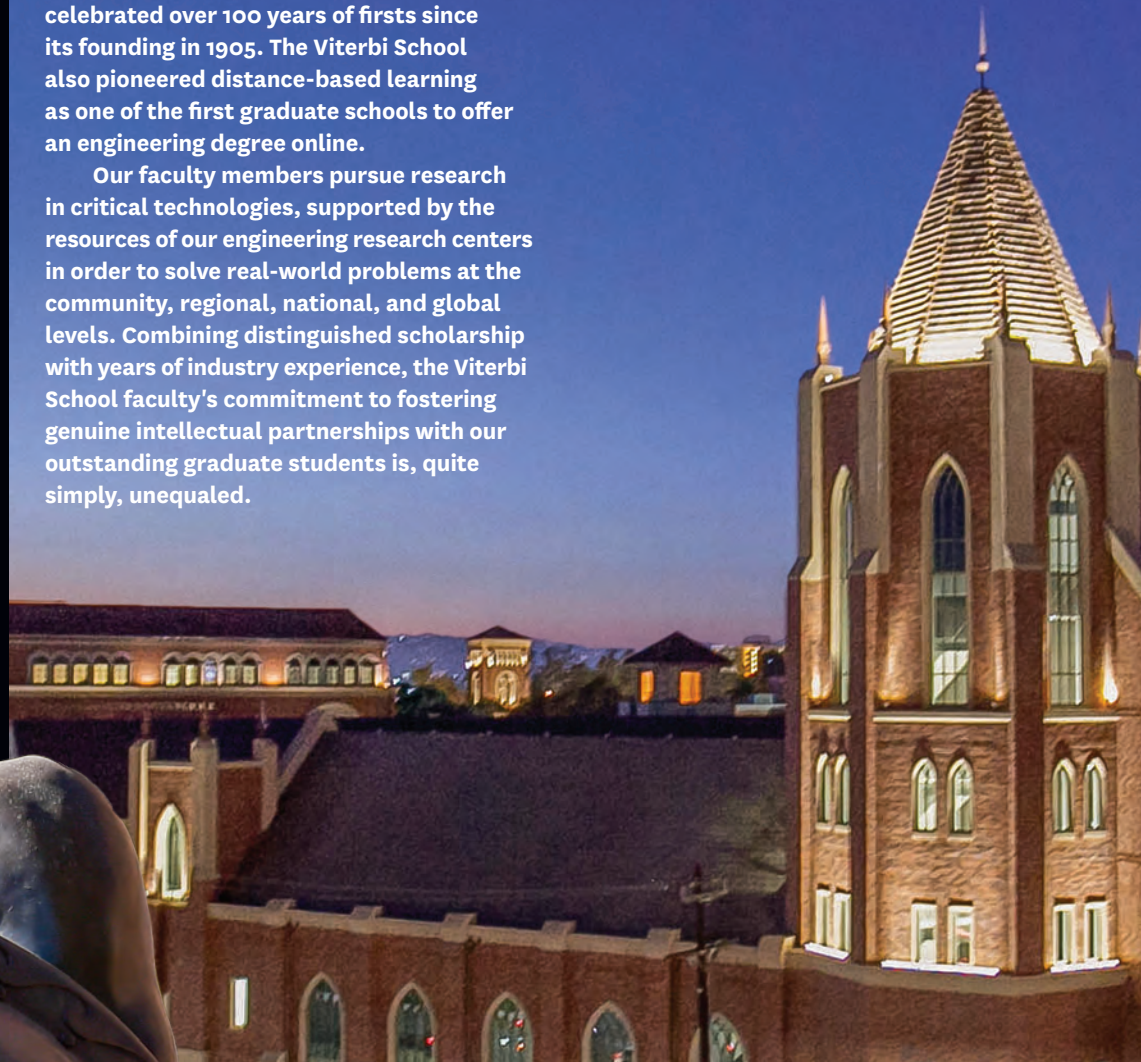 celebrated over 100 years of firsts since
its founding in 1905. The Viterbi School
also pioneered distance-based learning
as one of the first graduate schools to offer
an engineering degree online.
Our faculty members pursue research
in critical technologies, supported by the
resources of our engineering research centers
in order to solve real-world problems at the
community, regional, national, and global
levels. Combining distinguished scholarship
with years of industry experience, the Viterbi
School faculty's commitment to fostering
genuine intellectual partnerships with our
outstanding graduate students is, quite
simply, unequaled.